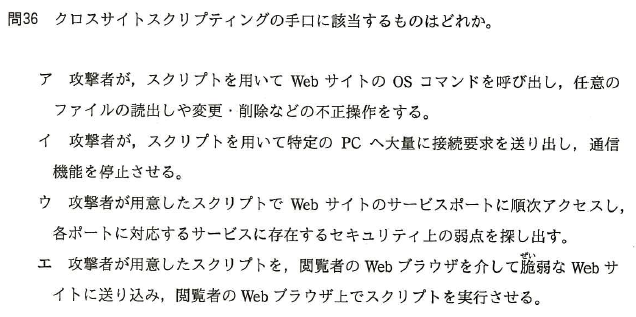 問36 クロスサイトスクリプティングの手口に該当するものはどれか。
ア 攻撃者が，スクリプトを用いて Web サイトの OS コマンドを呼び出し，任意の
ファイルの読出しや変更・削除などの不正操作をする。
イ 攻撃者が，スクリプトを用いて特定の PC へ大量に接続要求を送り出し，通信
機能を停止させる。
ウ 攻撃者が用意したスクリプトで Web サイトのサービスポートに順次アクセスし，
各ポートに対応するサービスに存在するセキュリティ上の弱点を探し出す。
ぜい
エ 攻撃者が用意したスクリプトを，閲覧者の Web ブラウザを介して脆弱な Web サ
イトに送り込み，閲覧者の Web ブラウザ上でスクリプトを実行させる。